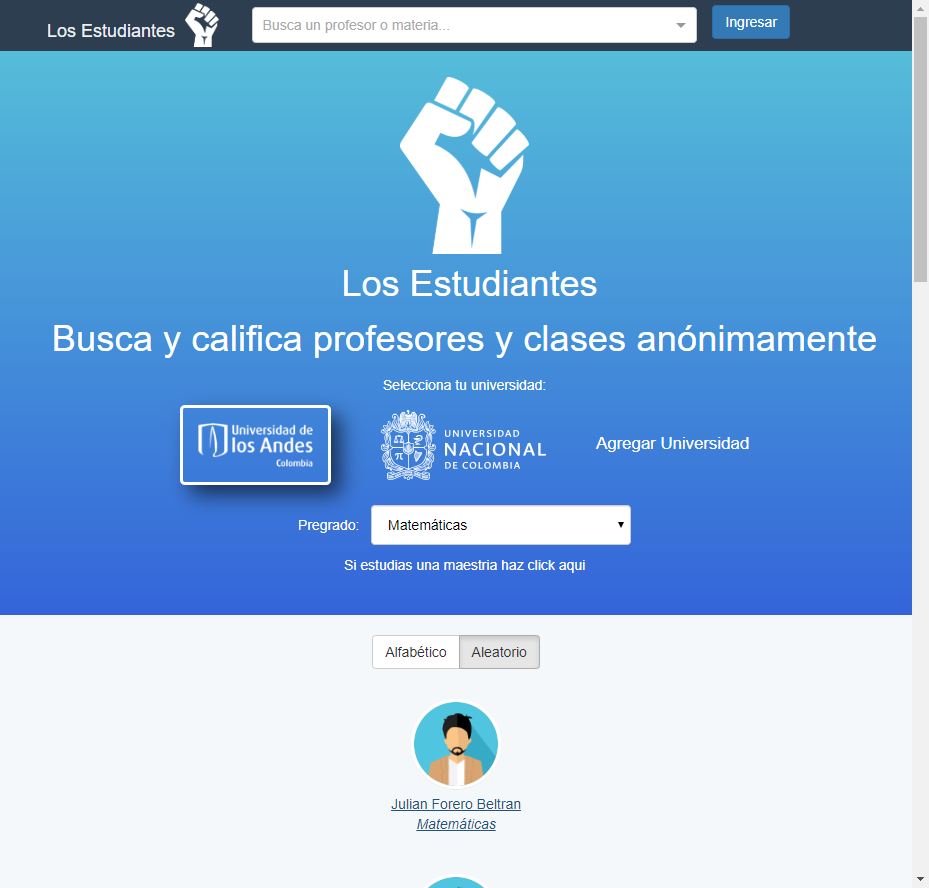 Los Estudiantes
Busca un profesor o materia...
Ingresar
Los Estudiantes
Busca y califica profesores y clases anónimamente
Selecciona tu universidad:
Universidad de
los Andes
Colombia
UNIVERSIDAD
NACIONAL
DE COLOMBIA
Agregar Universidad
Pregrado:
Matemáticas
Si estudias una maestria haz click aqui
Alfabético
Aleatorio
Julian Forero Beltran
Matemáticas